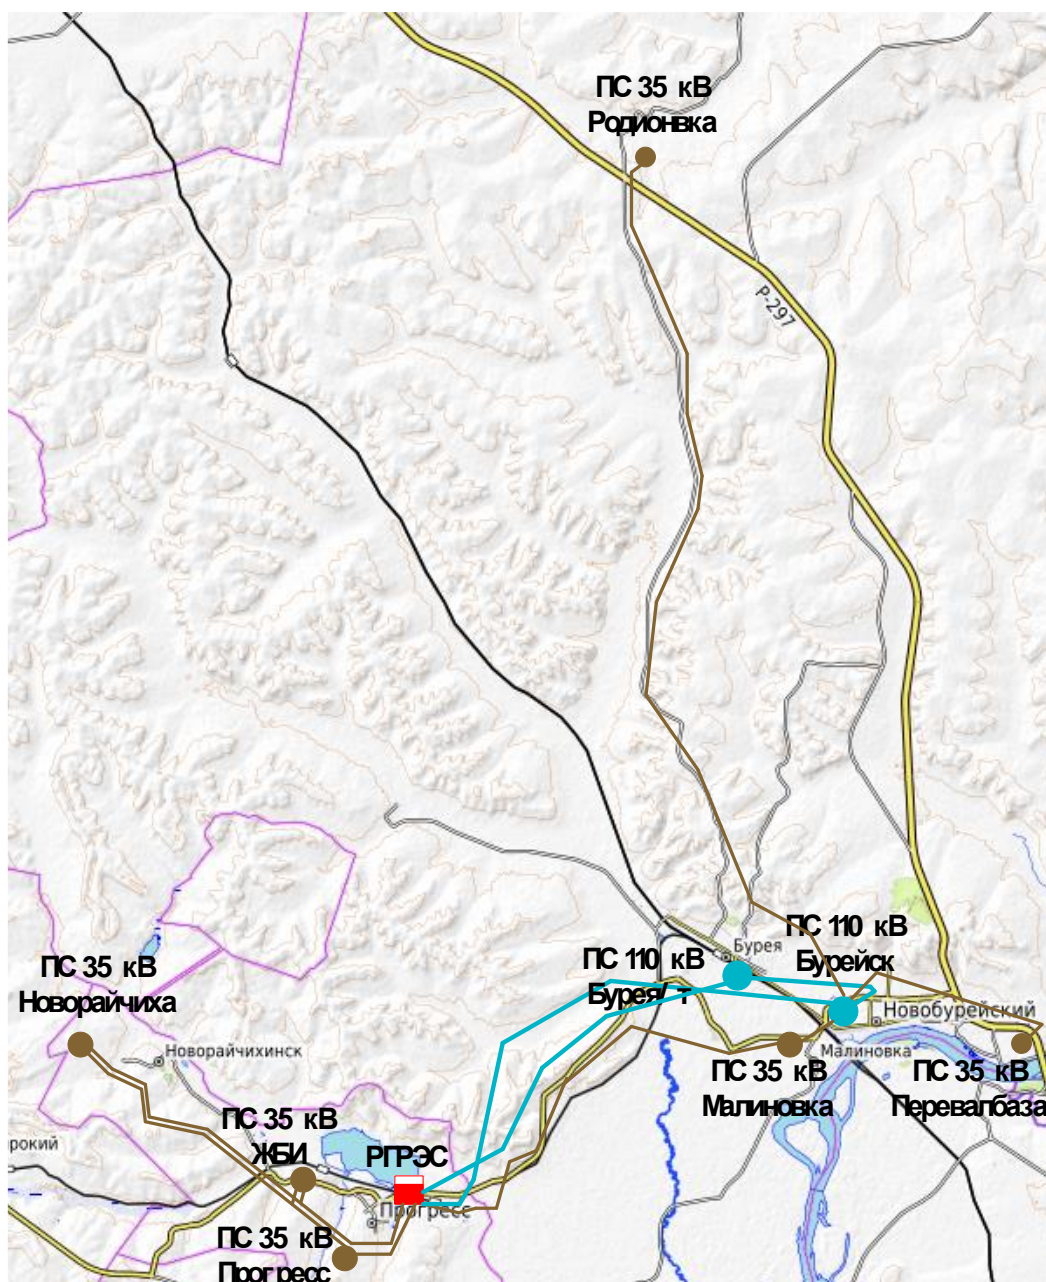 ПС 35 кВ
Родионвка
Р-297
ПС 110 кВ
Бурейск
Бурея
ПС 110 кВ
Бурея/т
ПС 35 кВ
Новорайчиха
Новобурейский
Новорайчихинск
Малиновка
ПС 35 кВ
Малиновка
ПС 35 кВ
Перевалбаза
ПС 35 кВ
ЖБИ
РГРЭС
рокий
Прогресс
ПС 35 кВ
Прогресс